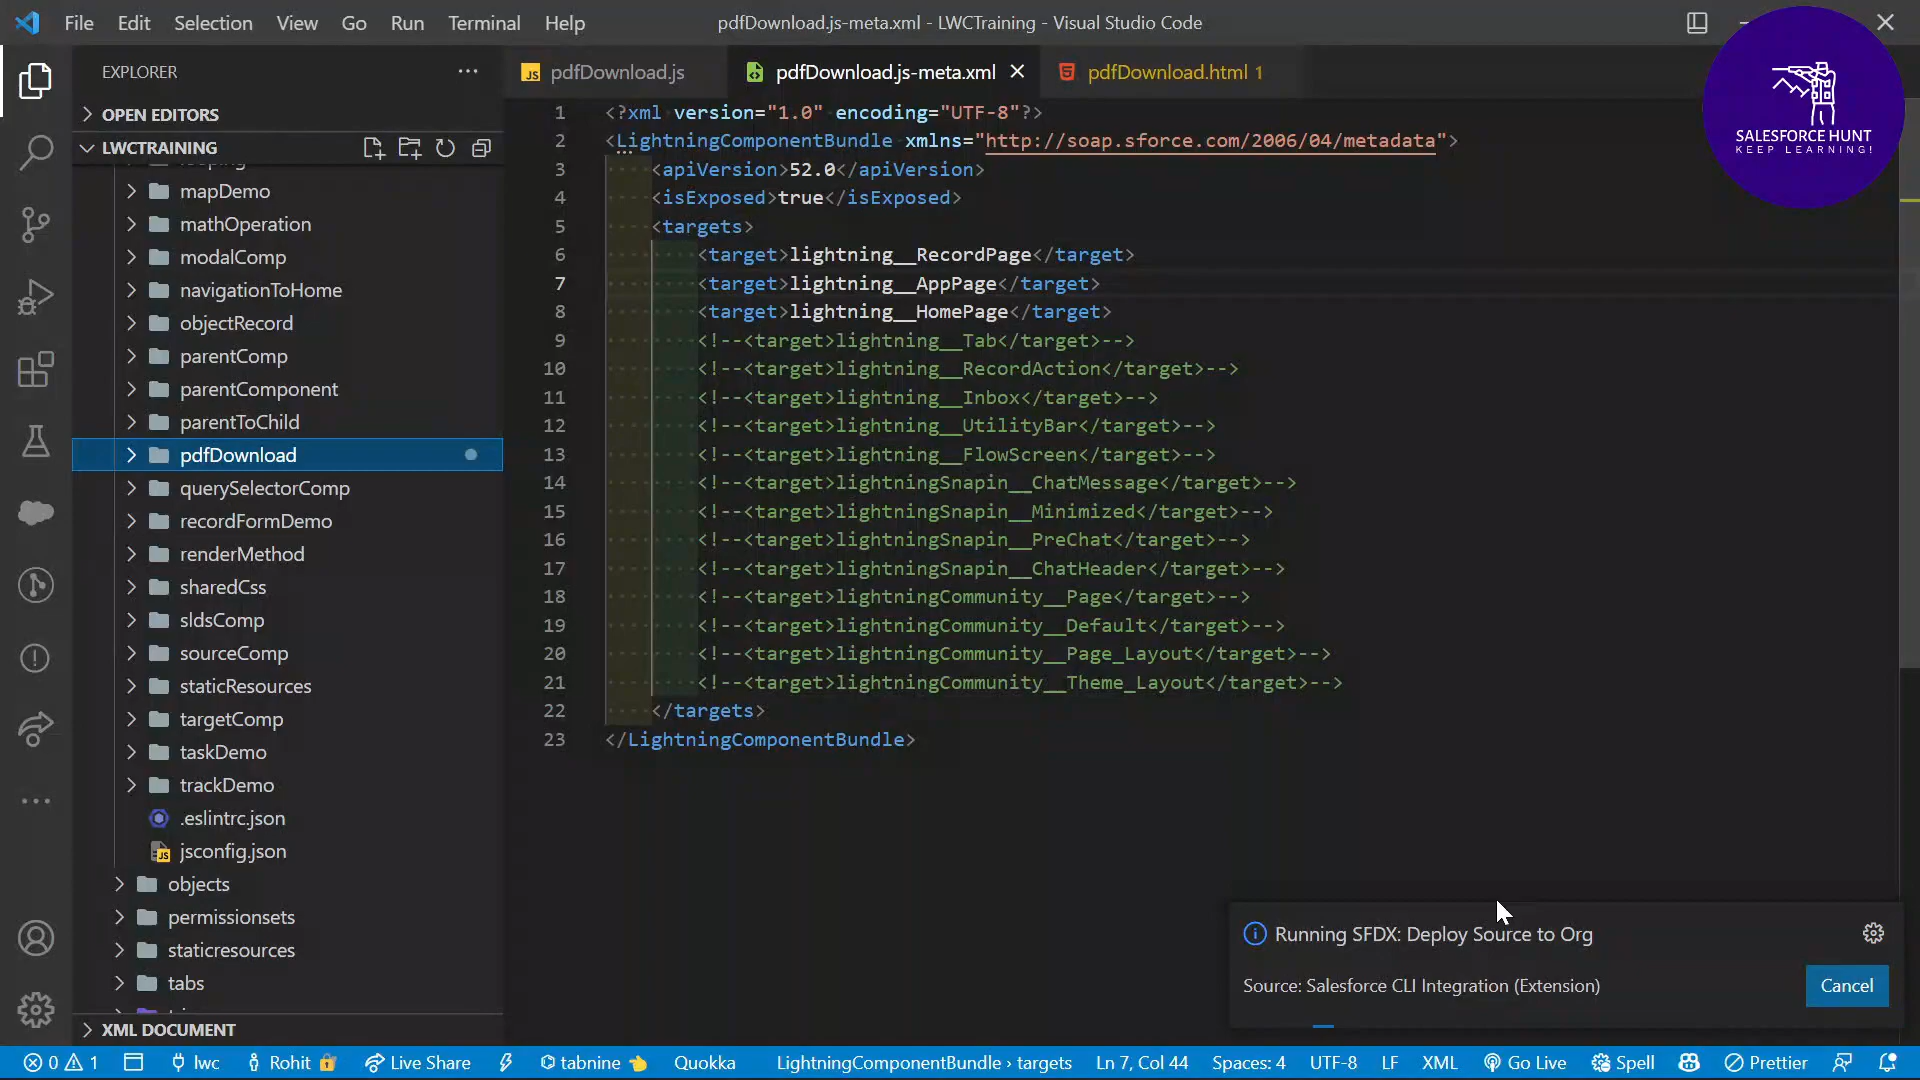 File Edit Selection View Go Run Terminal Help
pdfDownload.js-meta.xml - LWCTraining - Visual Studio Code
SALESFORCE HUNT
KEEP LEARNING!
EXPLORER
OPEN EDITORS
LWCTRAINING
mapDemo
mathOperation
modalComp
navigationToHome
objectRecord
parentComp
parentComponent
parentToChild
pdfDownload
querySelectorComp
recordFormDemo
renderMethod
sharedCss
sldsComp
sourceComp
staticResources
targetComp
taskDemo
trackDemo
.eslintrc.json
JS jsconfig.json
objects
permissionsets
staticresources
tabs
XML DOCUMENT
JS pdfDownload.js pdfDownload.js-meta.xml pdfDownload.html 1
1 <?xml version="1.0" encoding="UTF-8"?>
2 <LightningComponentBundle xmlns="http://soap.sforce.com/2006/04/metadata">
3 <apiVersion>52.0</apiVersion>
4 <isExposed>true</isExposed>
5 <targets>
6 <target>lightning__RecordPage</target>
7 <target>lightning__AppPage</target>
8 <target>lightning__HomePage</target>
9 <!--<target>lightning__Tab</target>-->
10 <!--<target>lightning__RecordAction</target>-->
11 <!--<target>lightning__Inbox</target>-->
12 <!--<target>lightning__UtilityBar</target>-->
13 <!--<target>lightning__FlowScreen</target>-->
14 <!--<target>lightningSnapin__ChatMessage</target>-->
15 <!--<target>lightningSnapin__Minimized</target>-->
16 <!--<target>lightningSnapin__PreChat</target>-->
17 <!--<target>lightningSnapin__ChatHeader</target>-->
18 <!--<target>lightningCommunity__Page</target>-->
19 <!--<target>lightningCommunity__Default</target>-->
20 <!--<target>lightningCommunity__Page_Layout</target>-->
21 <!--<target>lightningCommunity__Theme_Layout</target>-->
22 </targets>
23 </LightningComponentBundle>
Running SFDX: Deploy Source to Org
Source: Salesforce CLI Integration (Extension)
Cancel
0 1 lwc Rohit Live Share tabnine Quokka LightningComponentBundle › targets Ln 7, Col 44 Spaces: 4 UTF-8 LF XML Go Live Spell Prettier